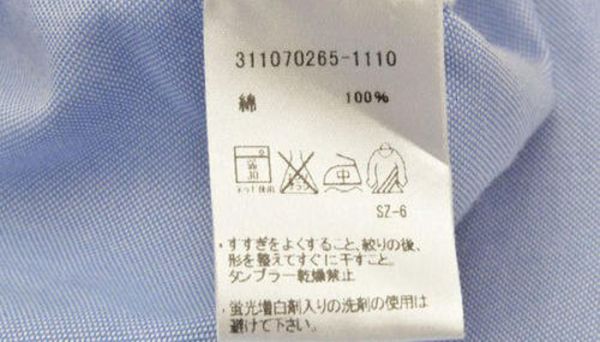 311070265-1110
綿 100%
弱
30
ネット使用
中
SZ-6
・すすぎをよくすること、絞りの後、
形を整えてすぐに干すこと。
タンブラー乾燥禁止
・蛍光増白剤入りの洗剤の使用は
避けて下さい。